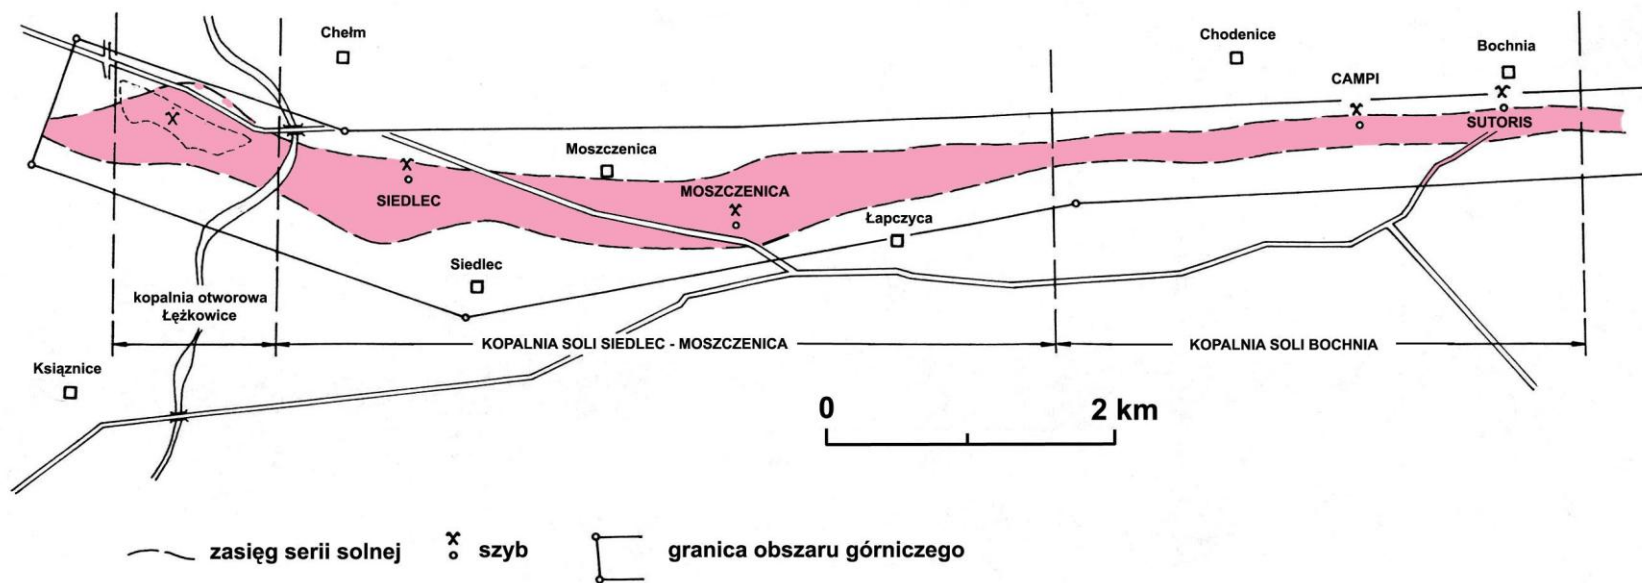 Chełm
Chodenice
Bochnia
CAMPI
SUTORIS
Moszczenica
MOSZCZENICA
SIEDLEC
Łapczyca
Siedlec
kopalnia otworowa
Łężkowice
KOPALNIA SOLI SIEDLEC - MOSZCZENICA
KOPALNIA SOLI BOCHNIA
Książnice
0 2 km
zasięg serii solnej
szyb
granica obszaru górniczego